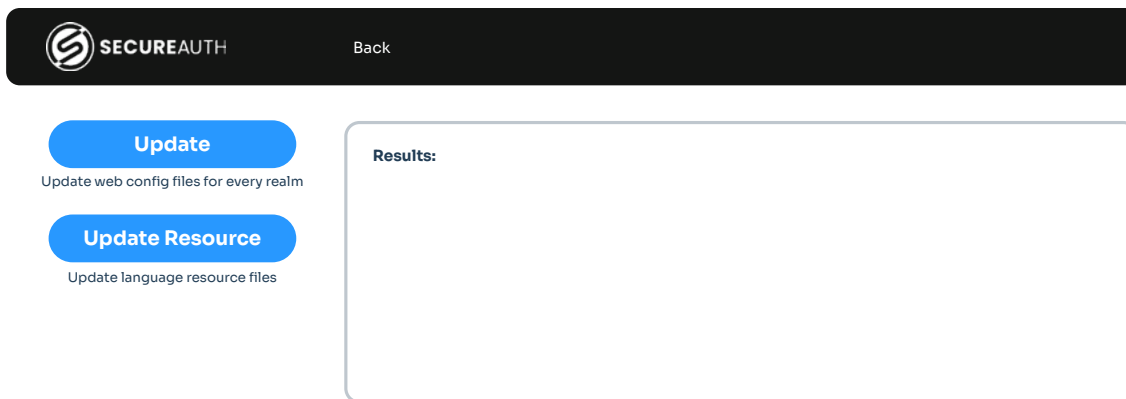 SECUREAUTH
Back
Update
Update web config files for every realm
Update Resource
Update language resource files
Results: